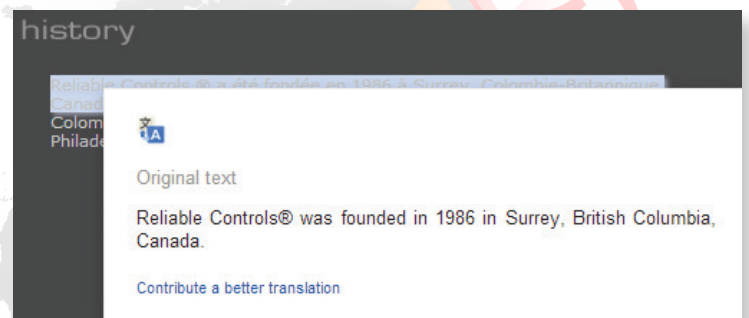 history
Reliable Controls ® a été fondée en 1986 à Surrey, Colombie-Britannique
Canad
Colom
Philade
Original text
Reliable Controls® was founded in 1986 in Surrey, British Columbia,
Canada.
Contribute a better translation